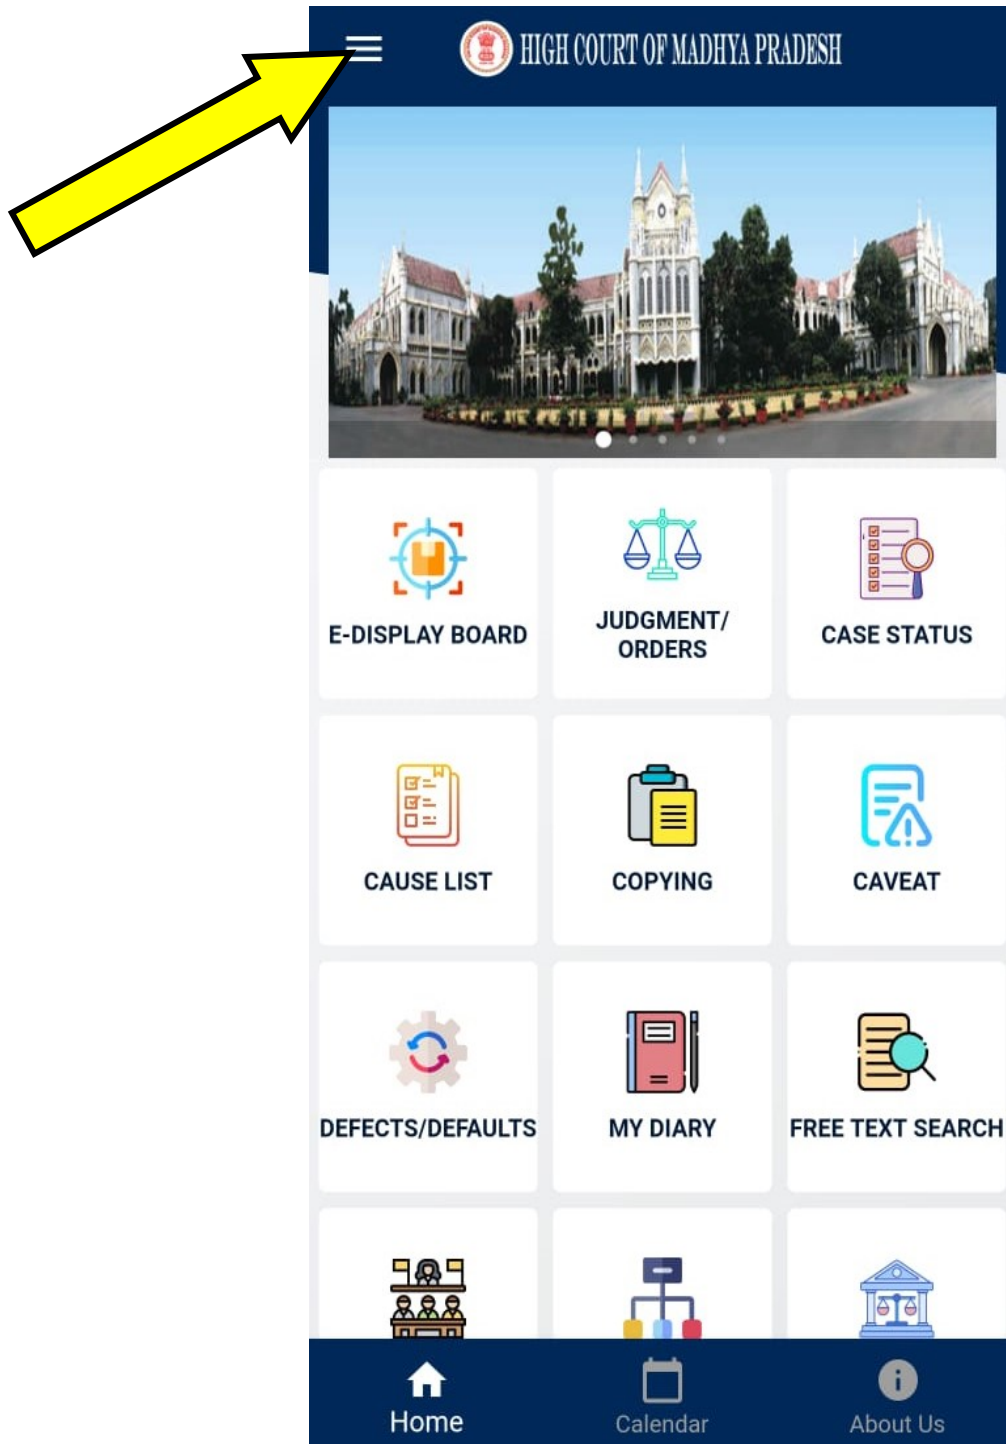 HIGH COURT OF MADHYA PRADESH
E-DISPLAY BOARD
JUDGMENT/
ORDERS
CASE STATUS
CAUSE LIST
COPYING
CAVEAT
DEFECTS/DEFAULTS
MY DIARY
FREE TEXT SEARCH
Home
Calendar
About Us